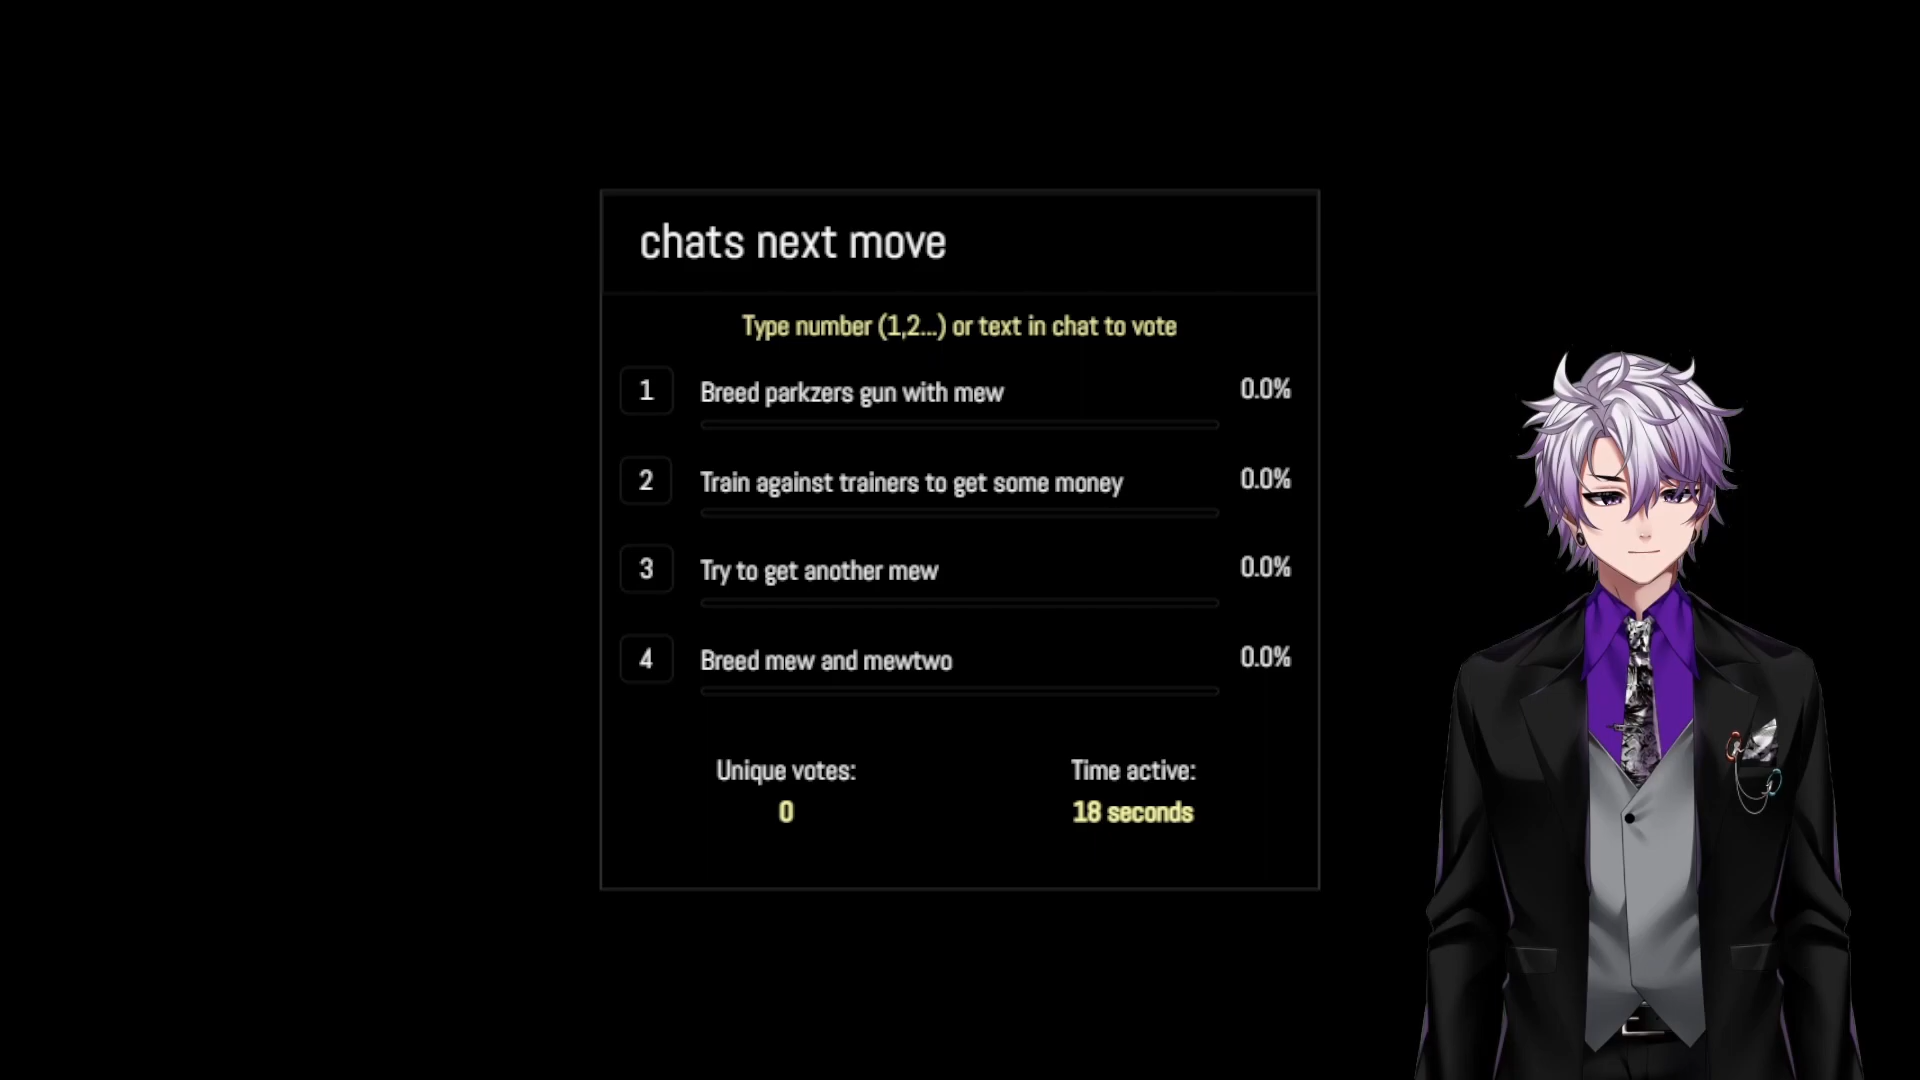 chats next move
Type number (1,2...) or text in chat to vote
1 Breed parkzers gun with mew 0.0%
2 Train against trainers to get some money 0.0%
3 Try to get another mew 0.0%
4 Breed mew and mewtwo 0.0%
Unique votes: Time active:
0 18 seconds